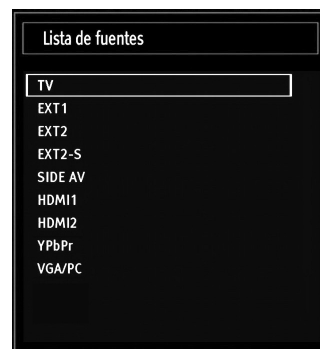 Lista de fuentes
TV
EXT1
EXT2
EXT2-S
SIDE AV
HDMI1
HDMI2
YPbPr
VGA/PC